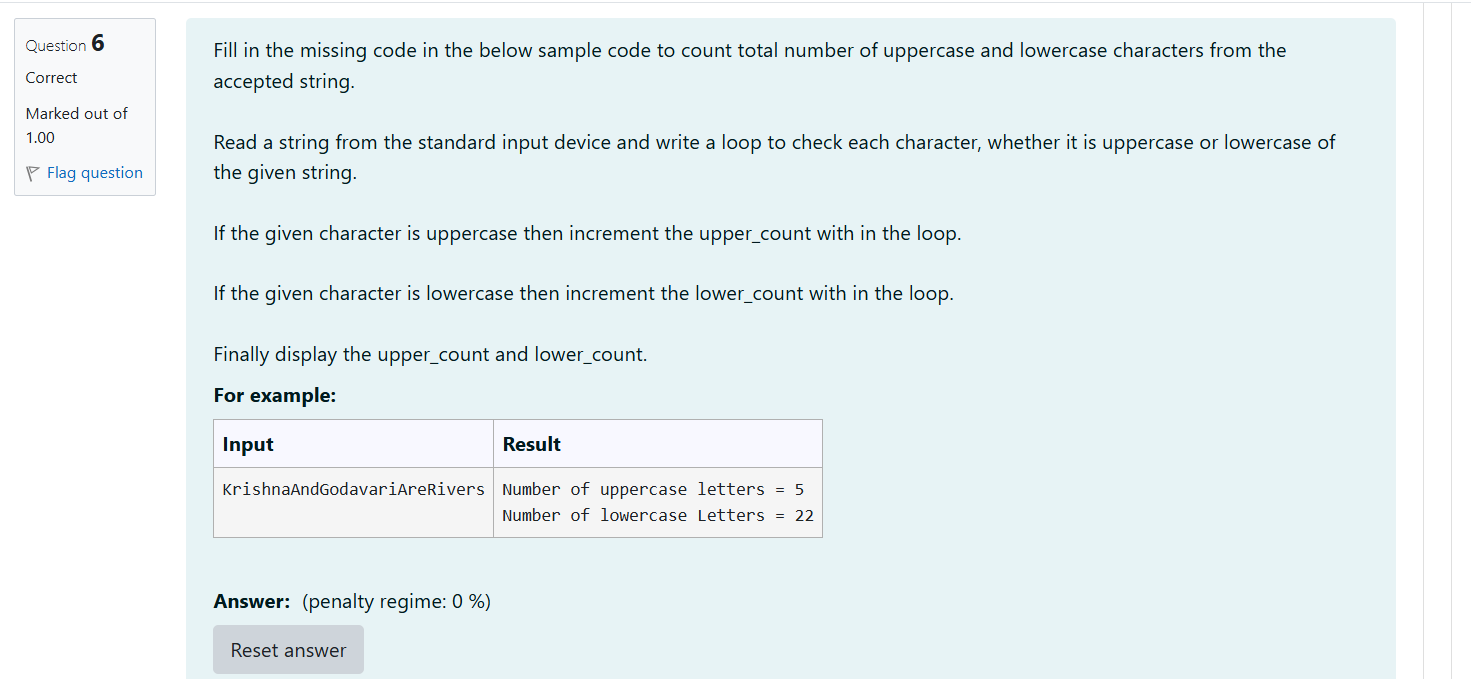 Question 6
Correct
Marked out of
1.00
Flag question
Fill in the missing code in the below sample code to count total number of uppercase and lowercase characters from the
accepted string.
Read a string from the standard input device and write a loop to check each character, whether it is uppercase or lowercase of
the given string.
If the given character is uppercase then increment the upper_count with in the loop.
If the given character is lowercase then increment the lower_count with in the loop.
Finally display the upper_count and lower_count.
For example:
Input Result
KrishnaAndGodavariAreRivers Number of uppercase letters = 5
Number of lowercase Letters = 22
Answer: (penalty regime: 0 %)
Reset answer